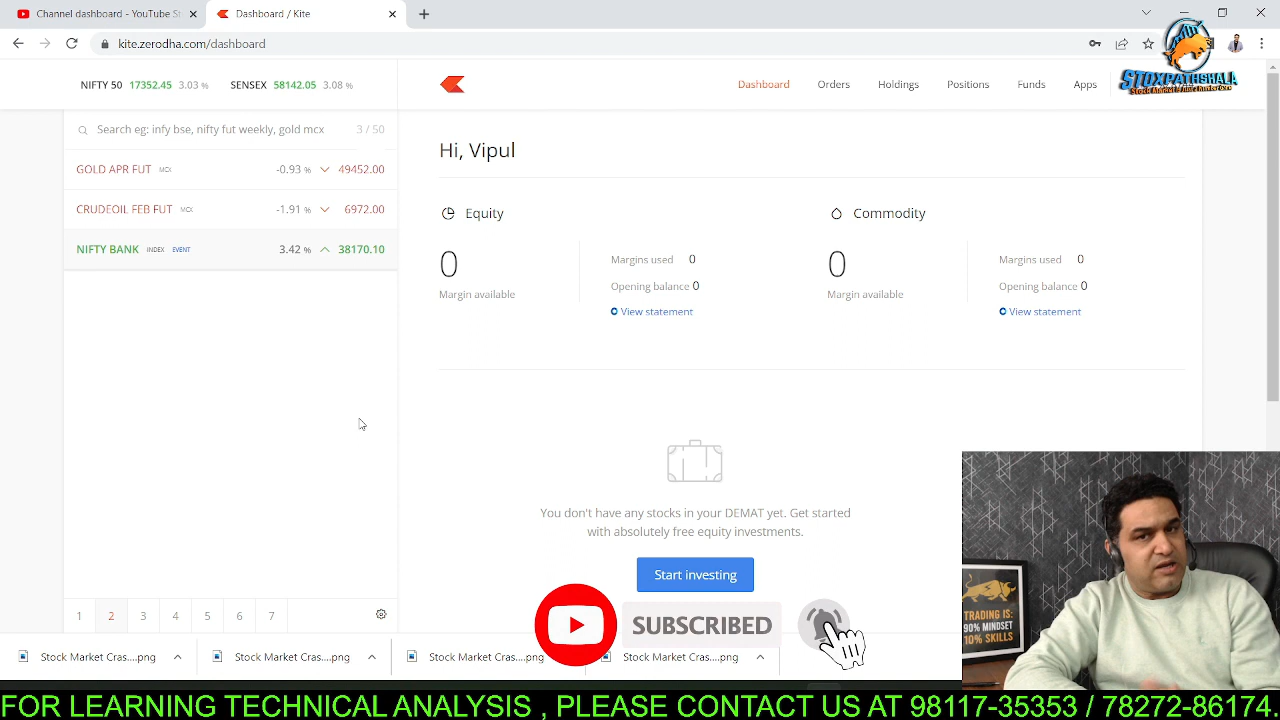 Channel dashboard - YouTube S
Dashboard / Kite
kite.zerodha.com/dashboard
STOXPATHSHALA
NIFTY 50 17352.45 3.03 % SENSEX 58142.05 3.08 %
Dashboard Orders Holdings Positions Funds Apps
Search eg: infy bse, nifty fut weekly, gold mcx 3 / 50
GOLD APR FUT MCX -0.93 % 49452.00
CRUDEOIL FEB FUT MCX -1.91 % 6972.00
NIFTY BANK INDEX EVENT 3.42 % 38170.10
Hi, Vipul
Equity
0
Margin available
Margins used 0
Opening balance 0
View statement
Commodity
0
Margin available
Margins used 0
Opening balance 0
View statement
You don't have any stocks in your DEMAT yet. Get started
with absolutely free equity investments.
Start investing
SUBSCRIBED
TRADING IS:
90% MINDSET
10% SKILLS
1 2 3 4 5 6 7
Stock Market Cras....png
Stock Market Cras....png
Stock Market Cras....png
Stock Market Cras....png
FOR LEARNING TECHNICAL ANALYSIS , PLEASE CONTACT US AT 98117-35353 / 78272-86174.